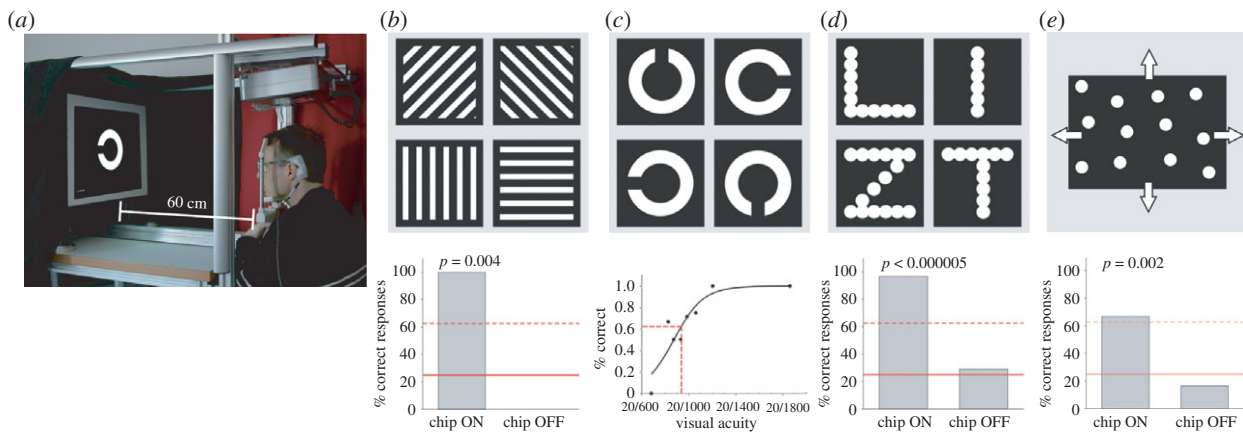 (a)
60 cm
(b)
(c)
(d)
L I
Z T
(e)
p = 0.004
% correct responses
100
80
60
40
20
0
chip ON chip OFF
% correct
1.0
0.8
0.6
0.4
0.2
0
20/600 20/1000 20/1400 20/1800
visual acuity
p < 0.000005
% correct responses
100
80
60
40
20
0
chip ON chip OFF
p = 0.002
% correct responses
100
80
60
40
20
0
chip ON chip OFF